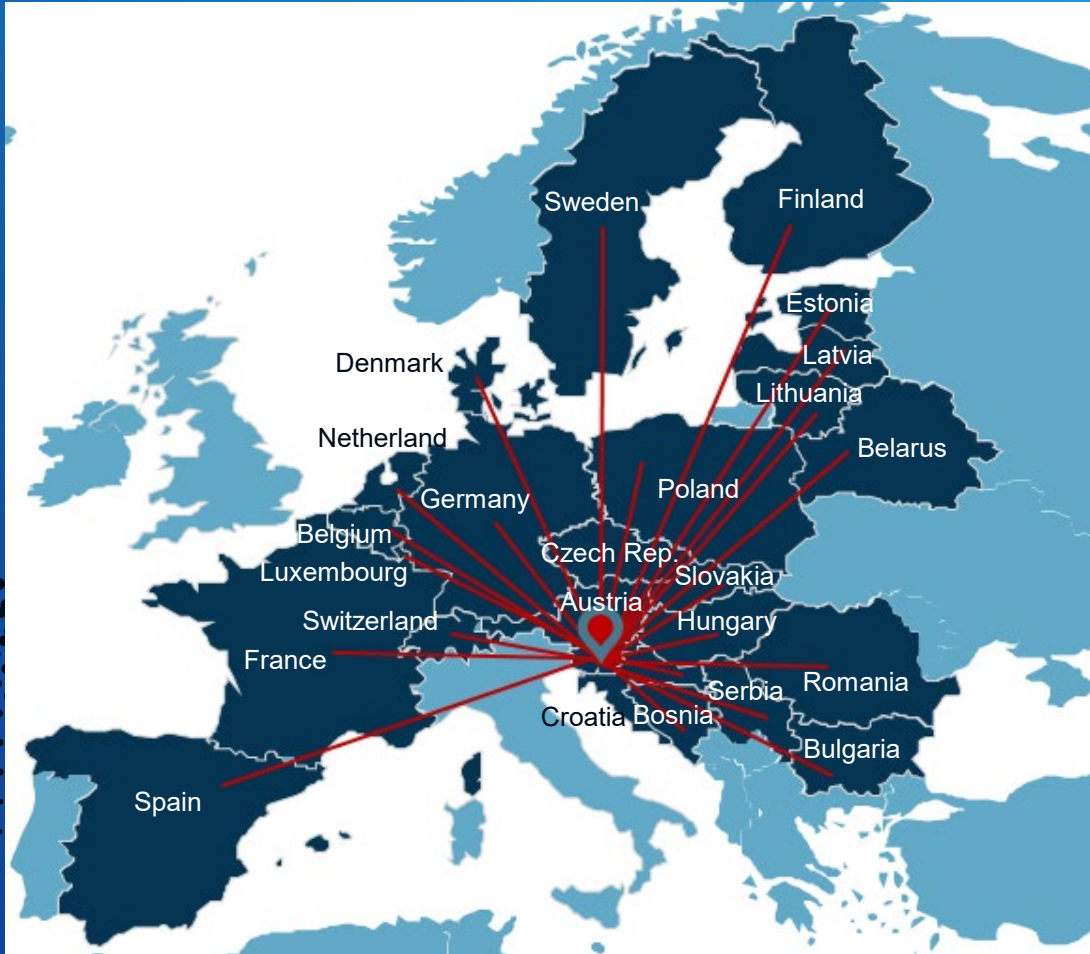 Sweden
Finland
Estonia
Denmark
Latvia
Lithuania
Netherland
Belarus
Germany
Poland
Belgium
Czech Rep.
Luxembourg
Slovakia
Austria
Switzerland
Hungary
France
Romania
Serbia
Croatia
Bosnia
Bulgaria
Spain